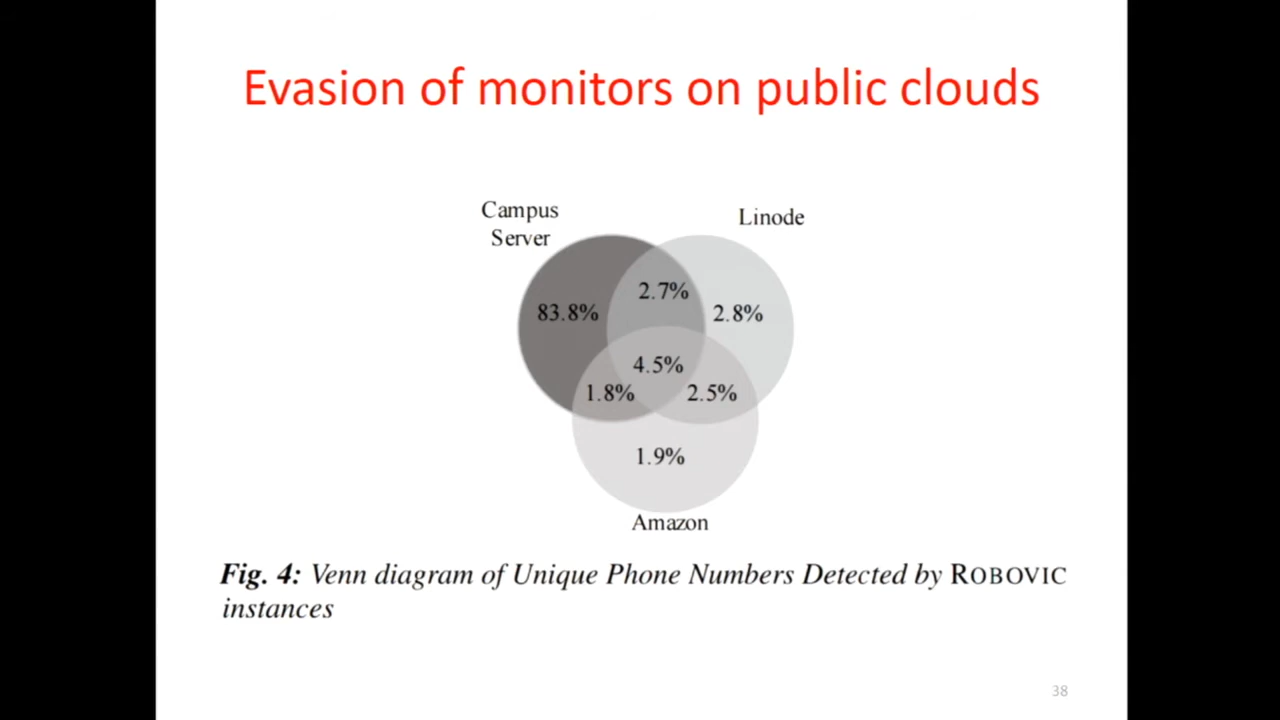 Evasion of monitors on public clouds
Campus
Server
Linode
2.7%
83.8%
2.8%
4.5%
1.8%
2.5%
1.9%
Amazon
Fig. 4: Venn diagram of Unique Phone Numbers Detected by ROBOVIC
instances
38